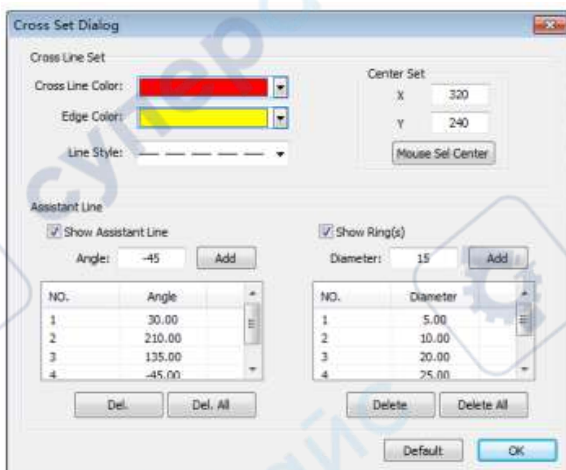 Cross Set Dialog
Cross Line Set
Cross Line Color:
Edge Color:
Line Style:
Center Set
X 320
Y 240
Mouse Sel Center
Assistant Line
Show Assistant Line
Angle: -45 Add
NO. Angle
1 30.00
2 210.00
3 135.00
4 -45.00
Del. Del. All
Show Ring(s)
Diameter: 15 Add
NO. Diameter
1 5.00
2 10.00
3 20.00
4 25.00
Delete Delete All
Default OK
супер
айс